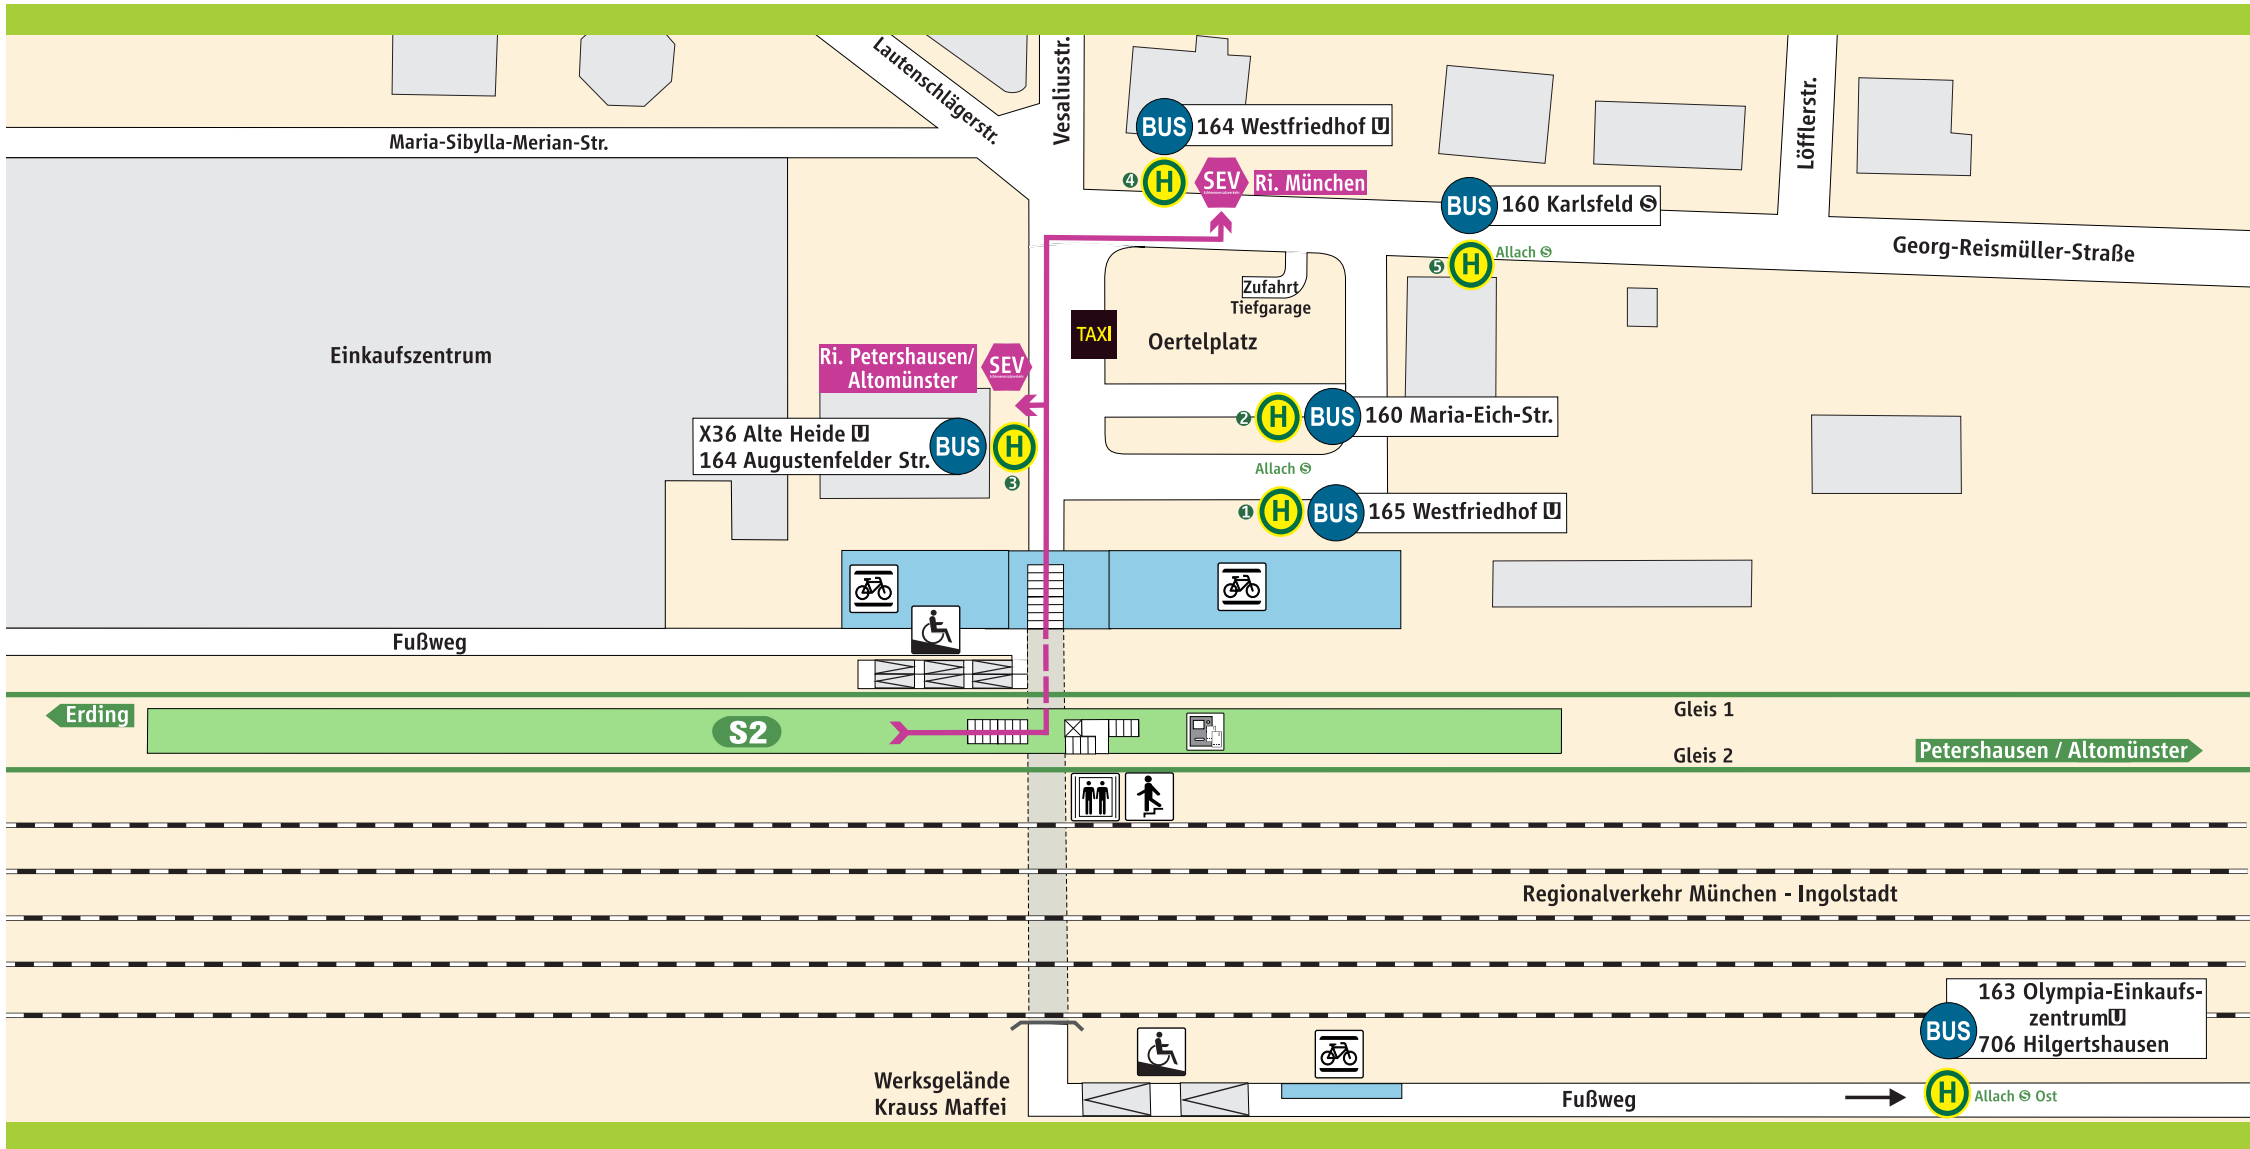 Lautenschlägerstr.
Vesaliusstr.
Löfflerstr.
Maria-Sibylla-Merian-Str.
BUS 164 Westfriedhof U
4 H SEV Ri. München
BUS 160 Karlsfeld S
5 H Allach S
Georg-Reismüller-Straße
Zufahrt
Tiefgarage
TAXI
Oertelplatz
Einkaufszentrum
Ri. Petershausen/
Altomünster
SEV
X36 Alte Heide U
164 Augustenfelder Str.
BUS H
3
2 H BUS 160 Maria-Eich-Str.
Allach S
1 H BUS 165 Westfriedhof U
Fußweg
Erding
S2
Gleis 1
Gleis 2
Petershausen / Altomünster
Regionalverkehr München - Ingolstadt
163 Olympia-Einkaufs-
zentrum U
BUS
706 Hilgertshausen
Werksgelände
Krauss Maffei
Fußweg
H Allach S Ost